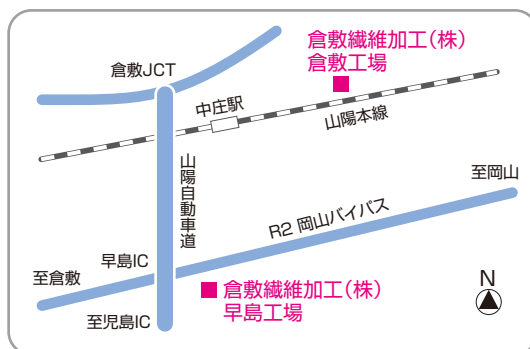 倉敷繊維加工(株)
倉敷工場
倉敷JCT
中庄駅
山陽本線
山陽自動車道
至岡山
R2 岡山バイパス
早島IC
至倉敷
倉敷繊維加工(株)
早島工場
至児島IC
N